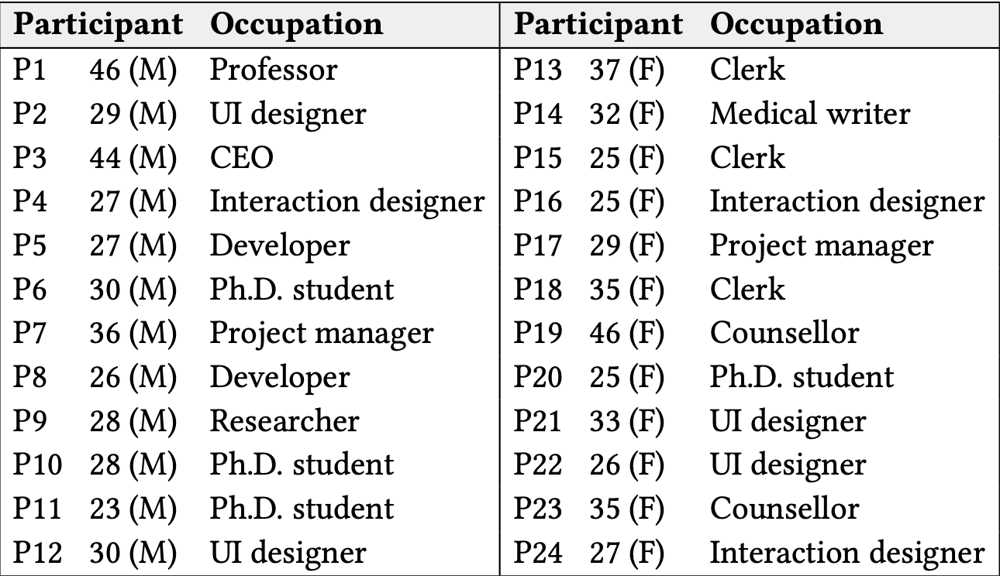 Participant Occupation Participant Occupation
P1 46 (M) Professor P13 37 (F) Clerk
P2 29 (M) UI designer P14 32 (F) Medical writer
P3 44 (M) CEO P15 25 (F) Clerk
P4 27 (M) Interaction designer P16 25 (F) Interaction designer
P5 27 (M) Developer P17 29 (F) Project manager
P6 30 (M) Ph.D. student P18 35 (F) Clerk
P7 36 (M) Project manager P19 46 (F) Counsellor
P8 26 (M) Developer P20 25 (F) Ph.D. student
P9 28 (M) Researcher P21 33 (F) UI designer
P10 28 (M) Ph.D. student P22 26 (F) UI designer
P11 23 (M) Ph.D. student P23 35 (F) Counsellor
P12 30 (M) UI designer P24 27 (F) Interaction designer